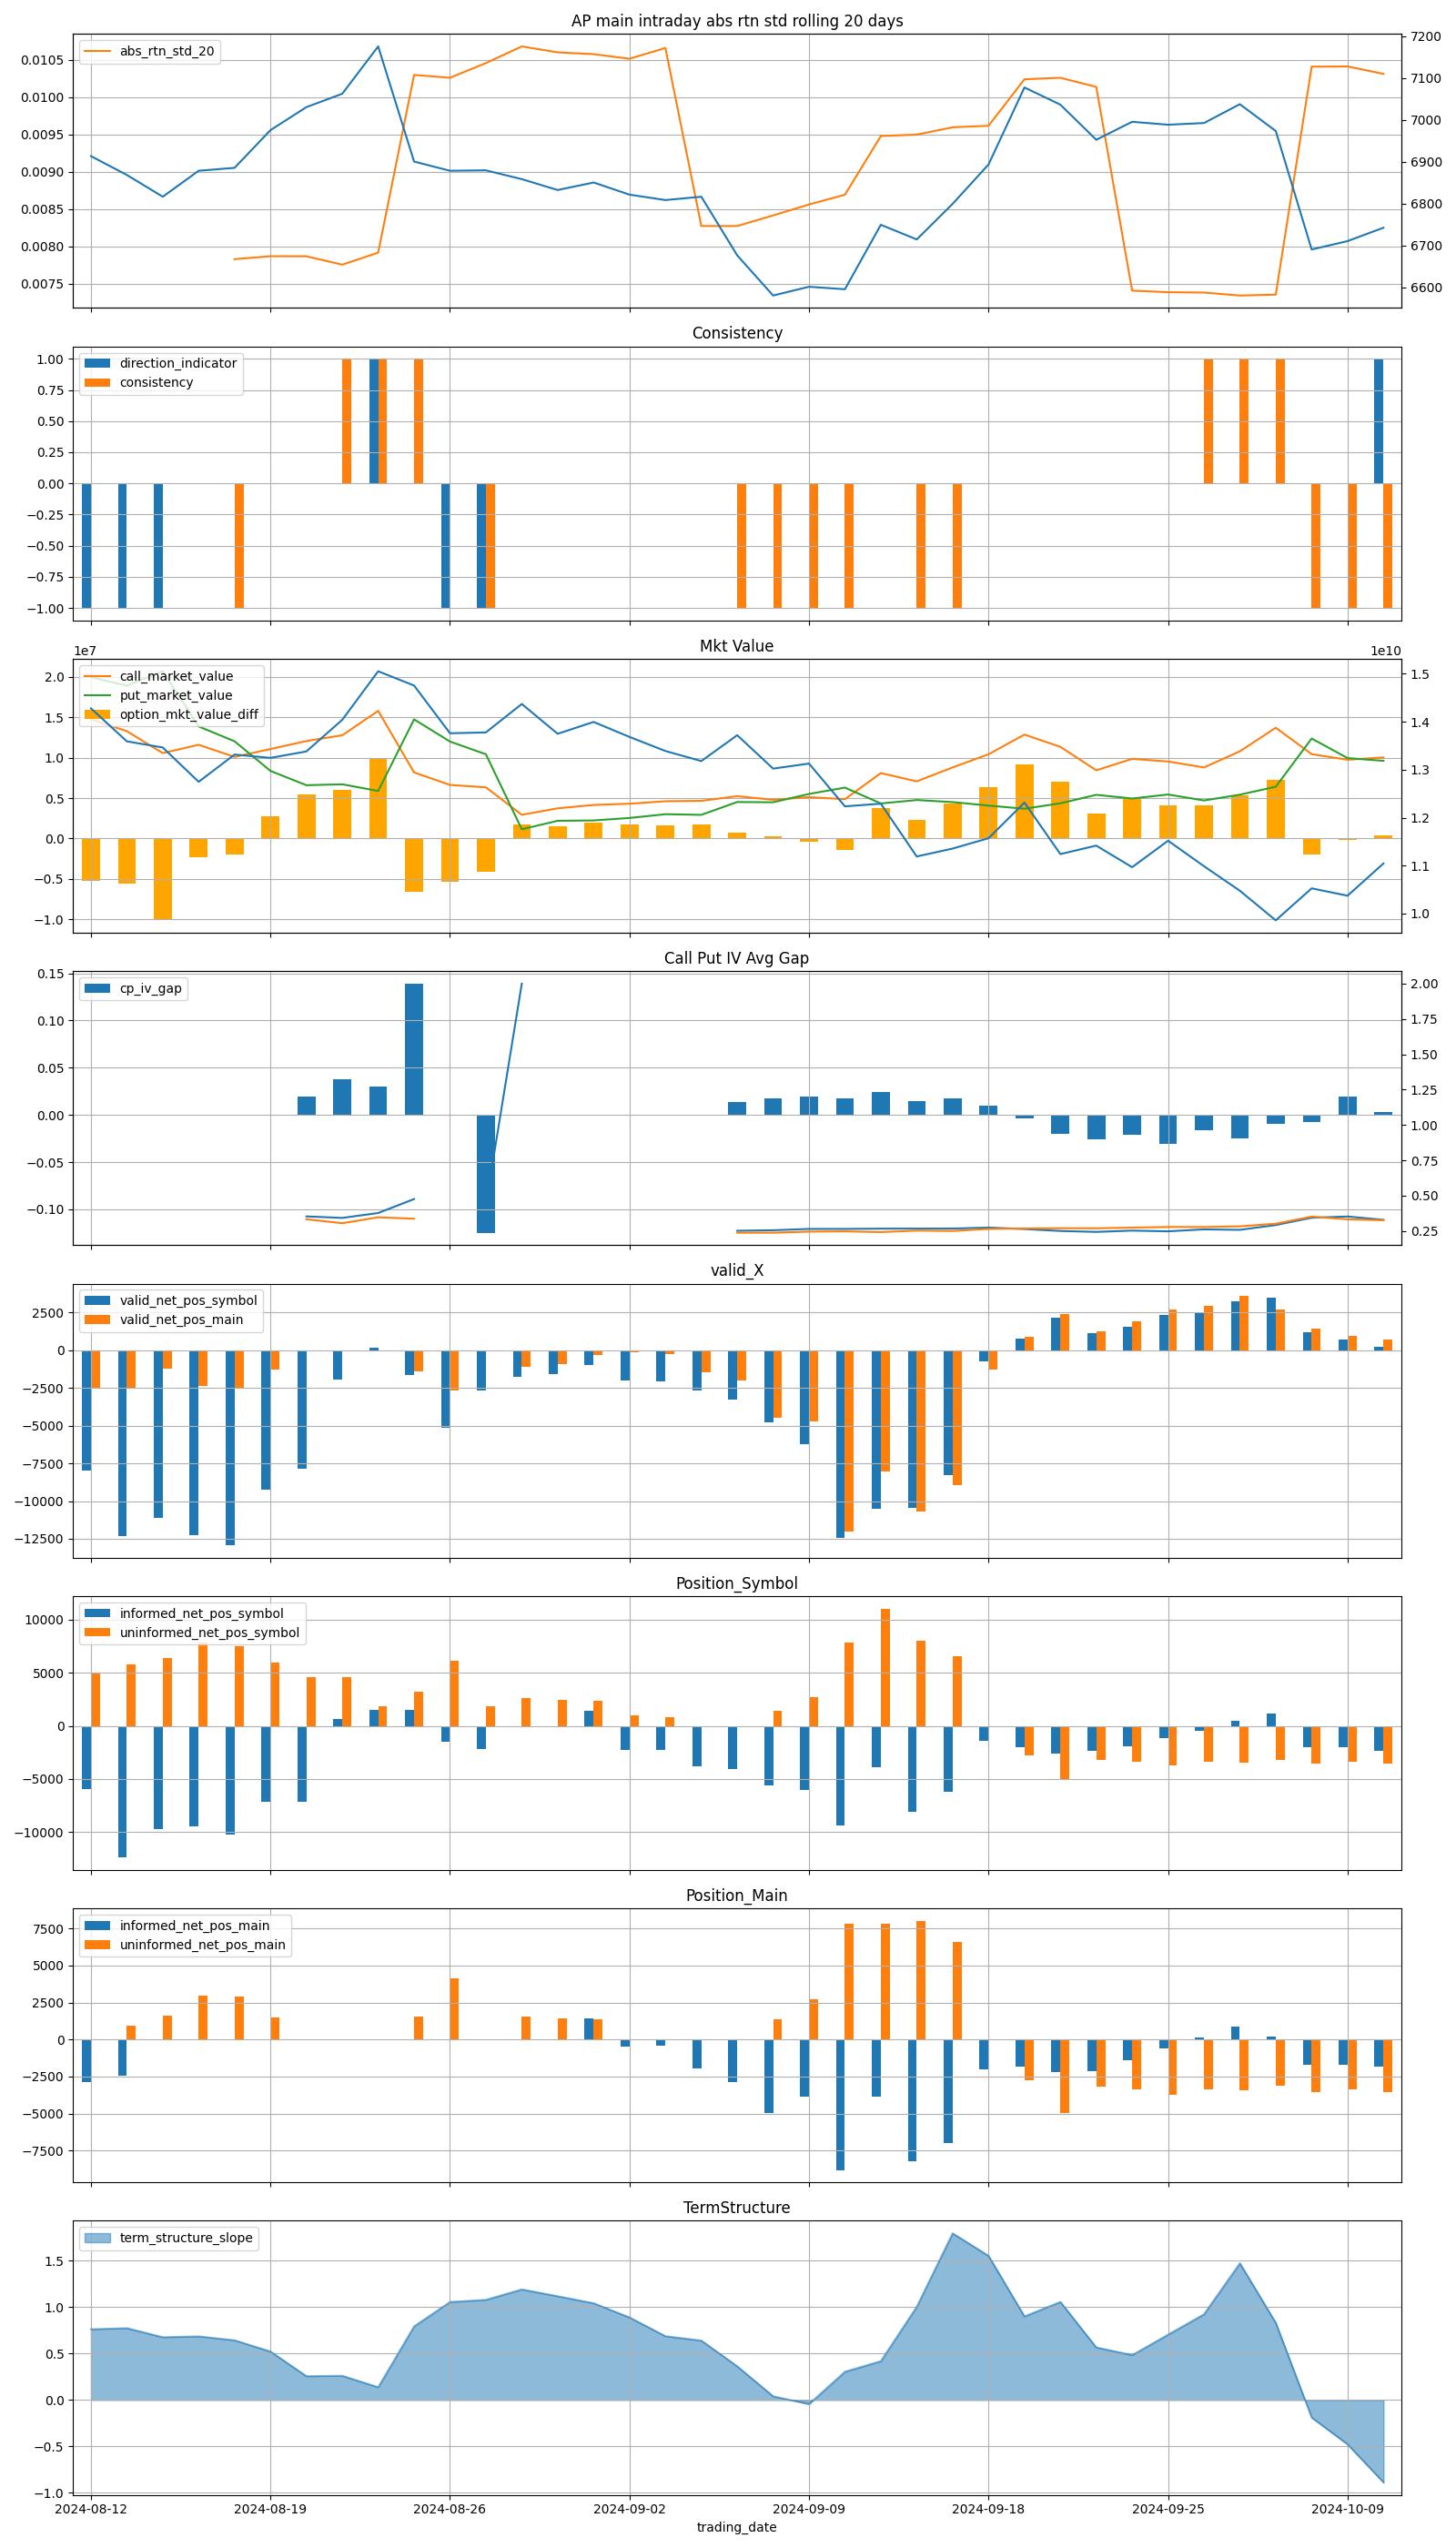 AP main intraday abs rtn std rolling 20 days
abs_rtn_std_20
0.0105
0.0100
0.0095
0.0090
0.0085
0.0080
0.0075
7200
7100
7000
6900
6800
6700
6600
Consistency
direction_indicator
consistency
1.00
0.75
0.50
0.25
0.00
−0.25
−0.50
−0.75
−1.00
Mkt Value
1e7
1e10
call_market_value
put_market_value
option_mkt_value_diff
2.0
1.5
1.0
0.5
0.0
−0.5
−1.0
1.5
1.4
1.3
1.2
1.1
1.0
Call Put IV Avg Gap
cp_iv_gap
0.15
0.10
0.05
0.00
−0.05
−0.10
2.00
1.75
1.50
1.25
1.00
0.75
0.50
0.25
valid_X
valid_net_pos_symbol
valid_net_pos_main
2500
0
−2500
−5000
−7500
−10000
−12500
Position_Symbol
informed_net_pos_symbol
uninformed_net_pos_symbol
10000
5000
0
−5000
−10000
Position_Main
informed_net_pos_main
uninformed_net_pos_main
7500
5000
2500
0
−2500
−5000
−7500
TermStructure
term_structure_slope
1.5
1.0
0.5
0.0
−0.5
−1.0
2024-08-12 2024-08-19 2024-08-26 2024-09-02 2024-09-09 2024-09-18 2024-09-25 2024-10-09
trading_date